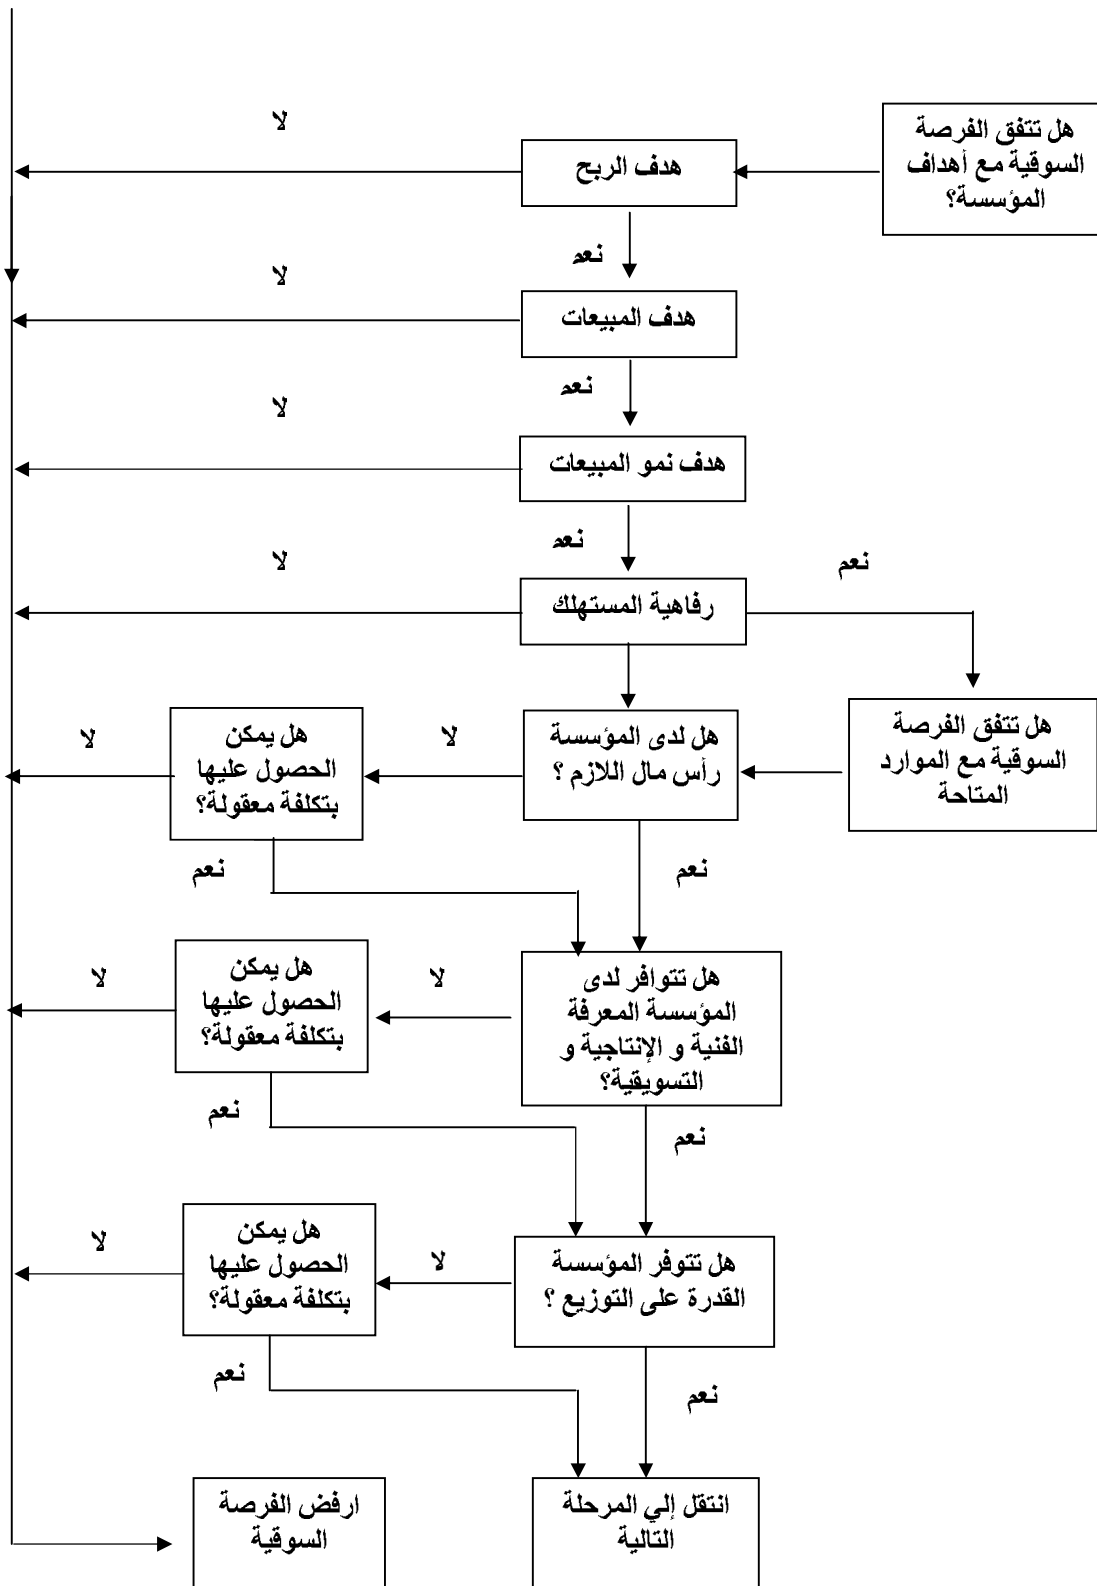 هل تتفق الفرصة
السوقية مع أهداف
المؤسسة؟
هدف الربح
لا
نعم
هدف المبيعات
لا
نعم
هدف نمو المبيعات
لا
نعم
رفاهية المستهلك
لا
نعم
هل تتفق الفرصة
السوقية مع الموارد
المتاحة
هل لدى المؤسسة
رأس مال اللازم ؟
لا
هل يمكن
الحصول عليها
بتكلفة معقولة؟
لا
نعم
نعم
هل تتوافر لدى
المؤسسة المعرفة
الفنية و الإنتاجية و
التسويقية؟
لا
هل يمكن
الحصول عليها
بتكلفة معقولة؟
لا
نعم
نعم
هل تتوفر المؤسسة
القدرة على التوزيع ؟
لا
هل يمكن
الحصول عليها
بتكلفة معقولة؟
لا
نعم
نعم
انتقل إلي المرحلة
التالية
ارفض الفرصة
السوقية